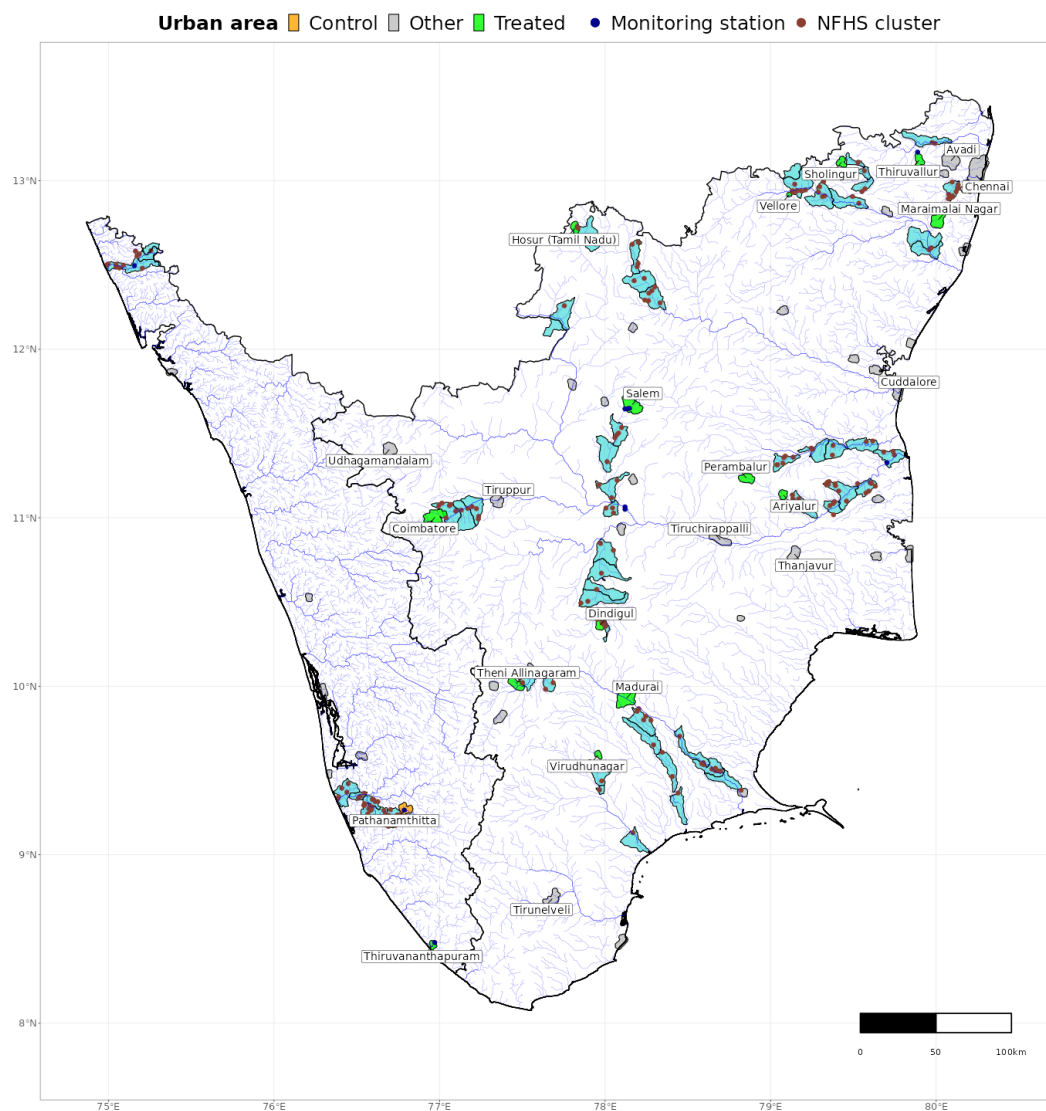 Urban area Control Other Treated Monitoring station NFHS cluster
Avadi
13°N
Sholingur
Thiruvallur
Chennai
Vellore
Maraimalai Nagar
Hosur (Tamil Nadu)
12°N
Cuddalore
Salem
Udhagamandalam
Perambalur
Tiruppur
Ariyalur
11°N
Coimbatore
Tiruchirappalli
Thanjavur
Dindigul
Theni Allinagaram
10°N
Madurai
Virudhunagar
Pathanamthitta
9°N
Tirunelveli
Thiruvananthapuram
8°N
0 50 100km
75°E 76°E 77°E 78°E 79°E 80°E